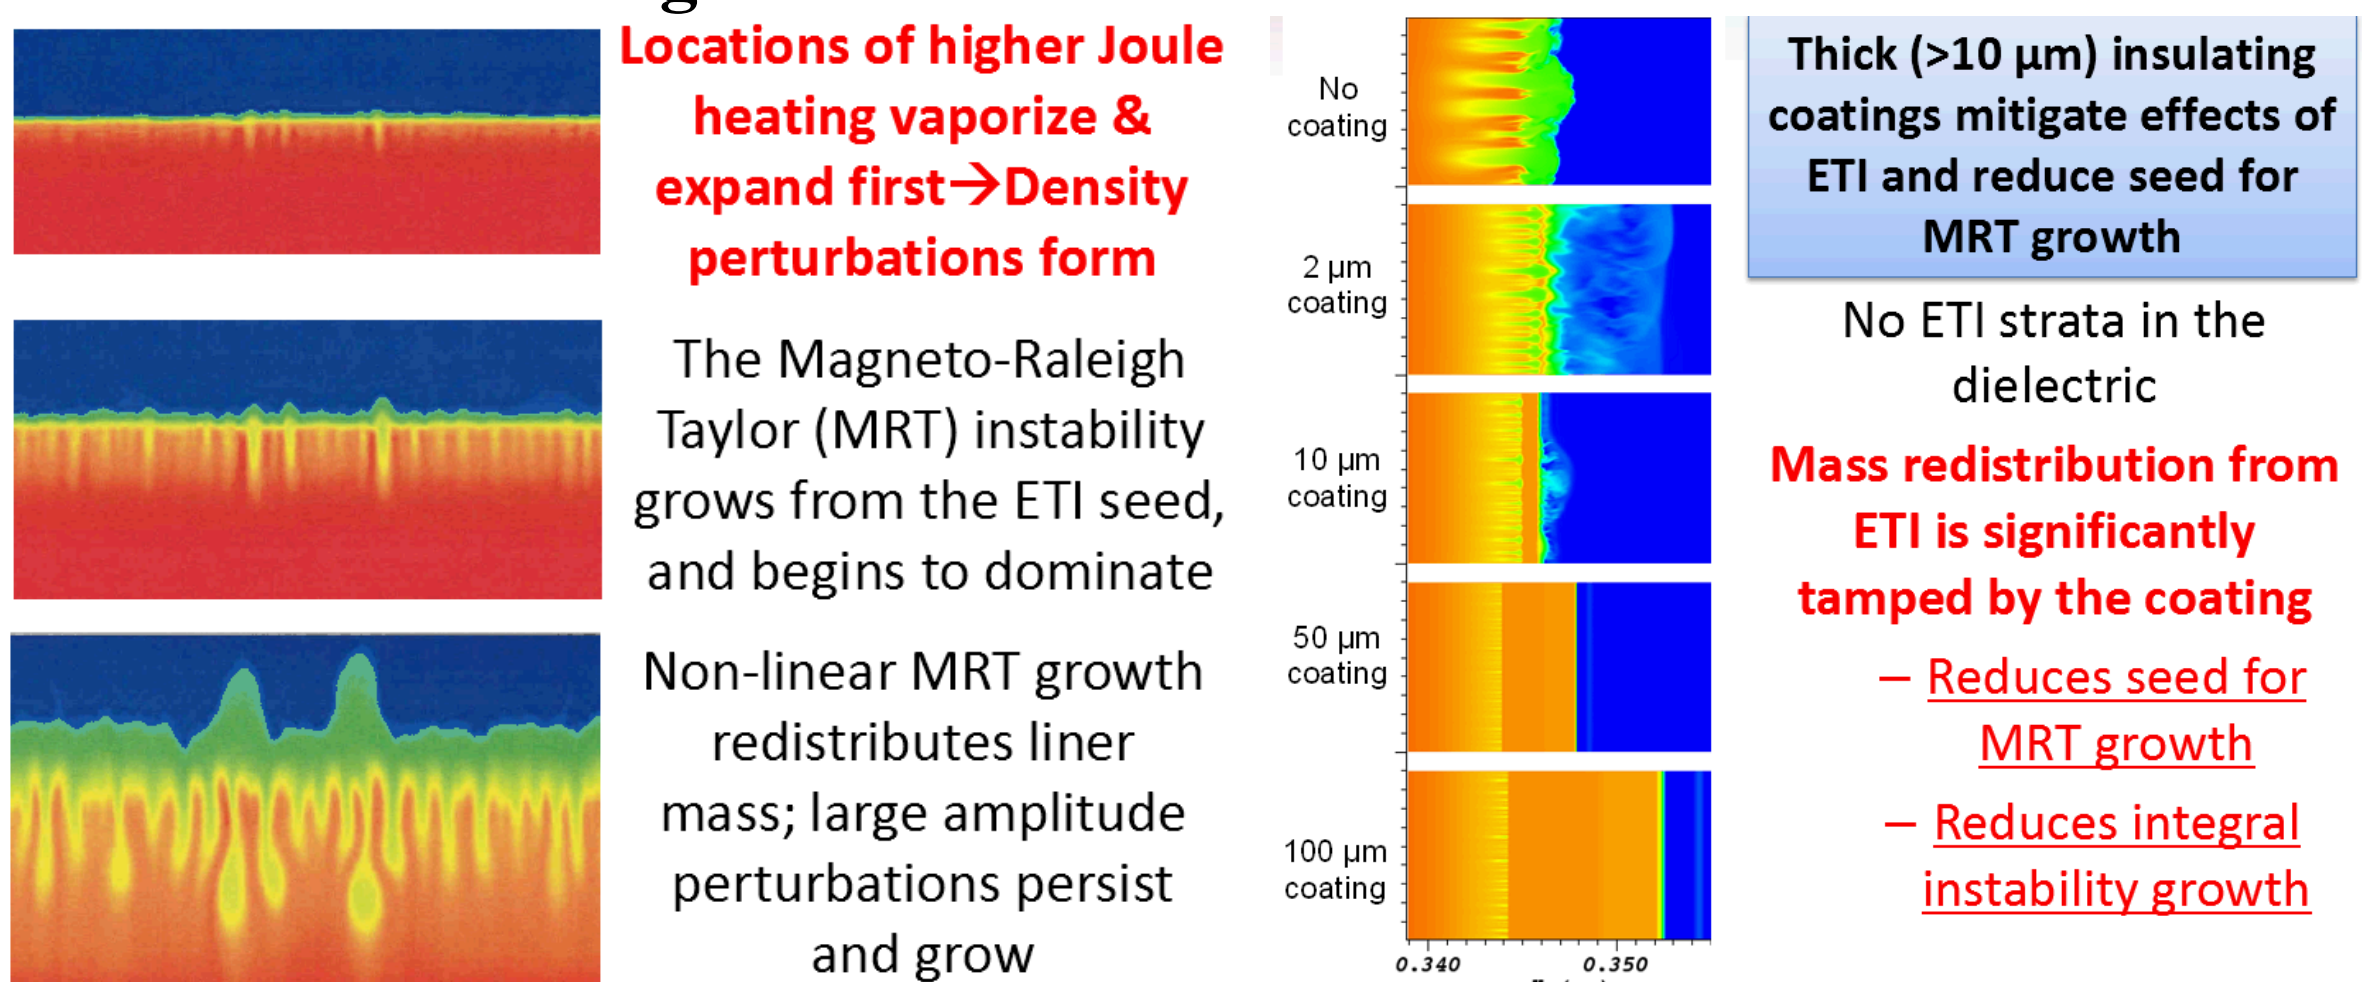 Locations of higher Joule
heating vaporize &
expand first→Density
perturbations form
The Magneto-Raleigh
Taylor (MRT) instability
grows from the ETI seed,
and begins to dominate
Non-linear MRT growth
redistributes liner
mass; large amplitude
perturbations persist
and grow
No
coating
2 µm
coating
10 µm
coating
50 µm
coating
100 µm
coating
0.340 0.350
Thick (>10 µm) insulating
coatings mitigate effects of
ETI and reduce seed for
MRT growth
No ETI strata in the
dielectric
Mass redistribution from
ETI is significantly
tamped by the coating
– Reduces seed for
MRT growth
– Reduces integral
instability growth